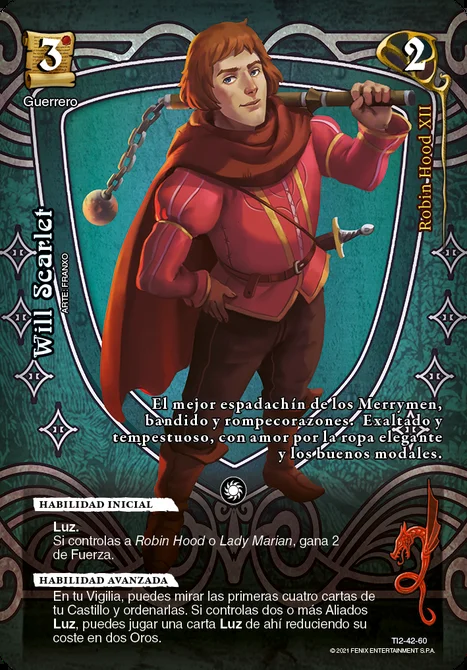 3
2
Guerrero
Robin Hood XII
Will Scarlet
ARTE: FRANXO
El mejor espadachín de los Merrymen,
bandido y rompecorazones. Exaltado y
tempestuoso, con amor por la ropa elegante
y los buenos modales.
HABILIDAD INICIAL
Luz.
Si controlas a Robin Hood o Lady Marian, gana 2
de Fuerza.
HABILIDAD AVANZADA
En tu Vigilia, puedes mirar las primeras cuatro cartas de
tu Castillo y ordenarlas. Si controlas dos o más Aliados
Luz, puedes jugar una carta Luz de ahí reduciendo su
coste en dos Oros.
TI2-42-60
© 2021 FENIX ENTERTAINMENT S.P.A.